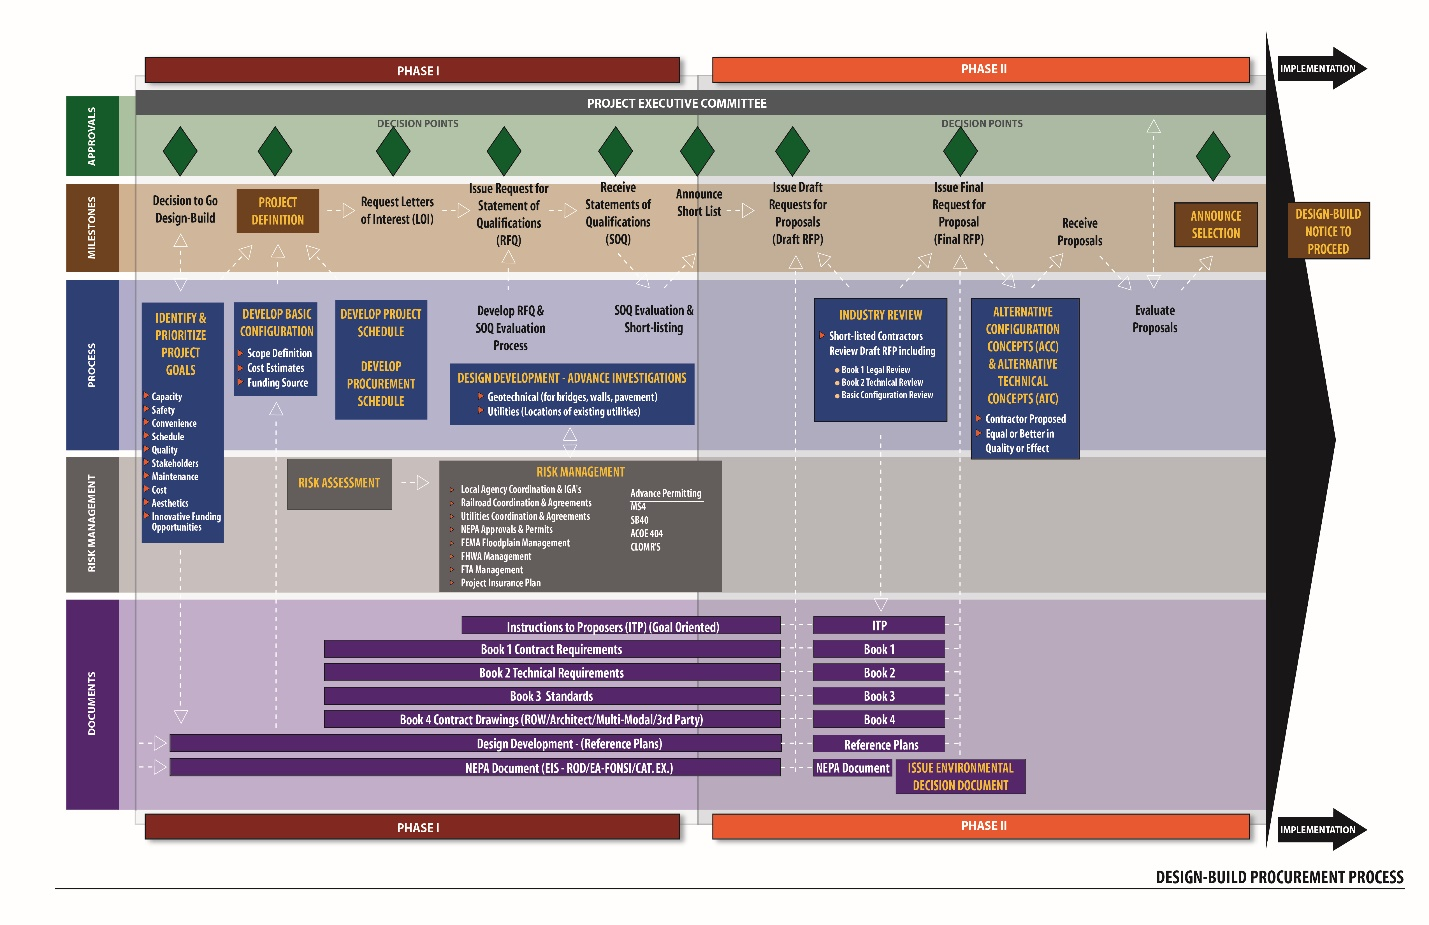 PHASE I
PHASE II
IMPLEMENTATION
PROJECT EXECUTIVE COMMITTEE
APPROVALS
DECISION POINTS
DECISION POINTS
MILESTONES
Decision to Go
Design-Build
PROJECT
DEFINITION
Request Letters
of Interest (LOI)
Issue Request for
Statement of
Qualifications
(RFQ)
Receive
Statements of
Qualifications
(SOQ)
Announce
Short List
Issue Draft
Requests for
Proposals
(Draft RFP)
Issue Final
Request for
Proposal
(Final RFP)
Receive
Proposals
ANNOUNCE
SELECTION
DESIGN-BUILD
NOTICE TO
PROCEED
PROCESS
IDENTIFY &
PRIORITIZE
PROJECT
GOALS
Capacity
Safety
Convenience
Schedule
Quality
Stakeholders
Maintenance
Cost
Aesthetics
Innovative Funding
Opportunities
DEVELOP BASIC
CONFIGURATION
Scope Definition
Cost Estimates
Funding Source
DEVELOP PROJECT
SCHEDULE
DEVELOP
PROCUREMENT
SCHEDULE
Develop RFQ &
SOQ Evaluation
Process
SOQ Evaluation &
Short-listing
DESIGN DEVELOPMENT - ADVANCE INVESTIGATIONS
Geotechnical (for bridges, walls, pavement)
Utilities (Locations of existing utilities)
INDUSTRY REVIEW
Short-listed Contractors
Review Draft RFP including
Book 1 Legal Review
Book 2 Technical Review
Basic Configuration Review
ALTERNATIVE
CONFIGURATION
CONCEPTS (ACC)
& ALTERNATIVE
TECHNICAL
CONCEPTS (ATC)
Contractor Proposed
Equal or Better in
Quality or Effect
Evaluate
Proposals
RISK MANAGEMENT
RISK ASSESSMENT
RISK MANAGEMENT
Local Agency Coordination & IGA's
Railroad Coordination & Agreements
Utilities Coordination & Agreements
NEPA Approvals & Permits
FEMA Floodplain Management
FHWA Management
FTA Management
Project Insurance Plan
Advance Permitting
MS4
SB40
ACOE 404
CLOMR'S
DOCUMENTS
Instructions to Proposers (ITP) (Goal Oriented)
ITP
Book 1 Contract Requirements
Book 1
Book 2 Technical Requirements
Book 2
Book 3 Standards
Book 3
Book 4 Contract Drawings (ROW/Architect/Multi-Modal/3rd Party)
Book 4
Design Development - (Reference Plans)
Reference Plans
NEPA Document (EIS - ROD/EA-FONSI/CAT. EX.)
NEPA Document
ISSUE ENVIRONMENTAL
DECISION DOCUMENT
PHASE I
PHASE II
IMPLEMENTATION
DESIGN-BUILD PROCUREMENT PROCESS